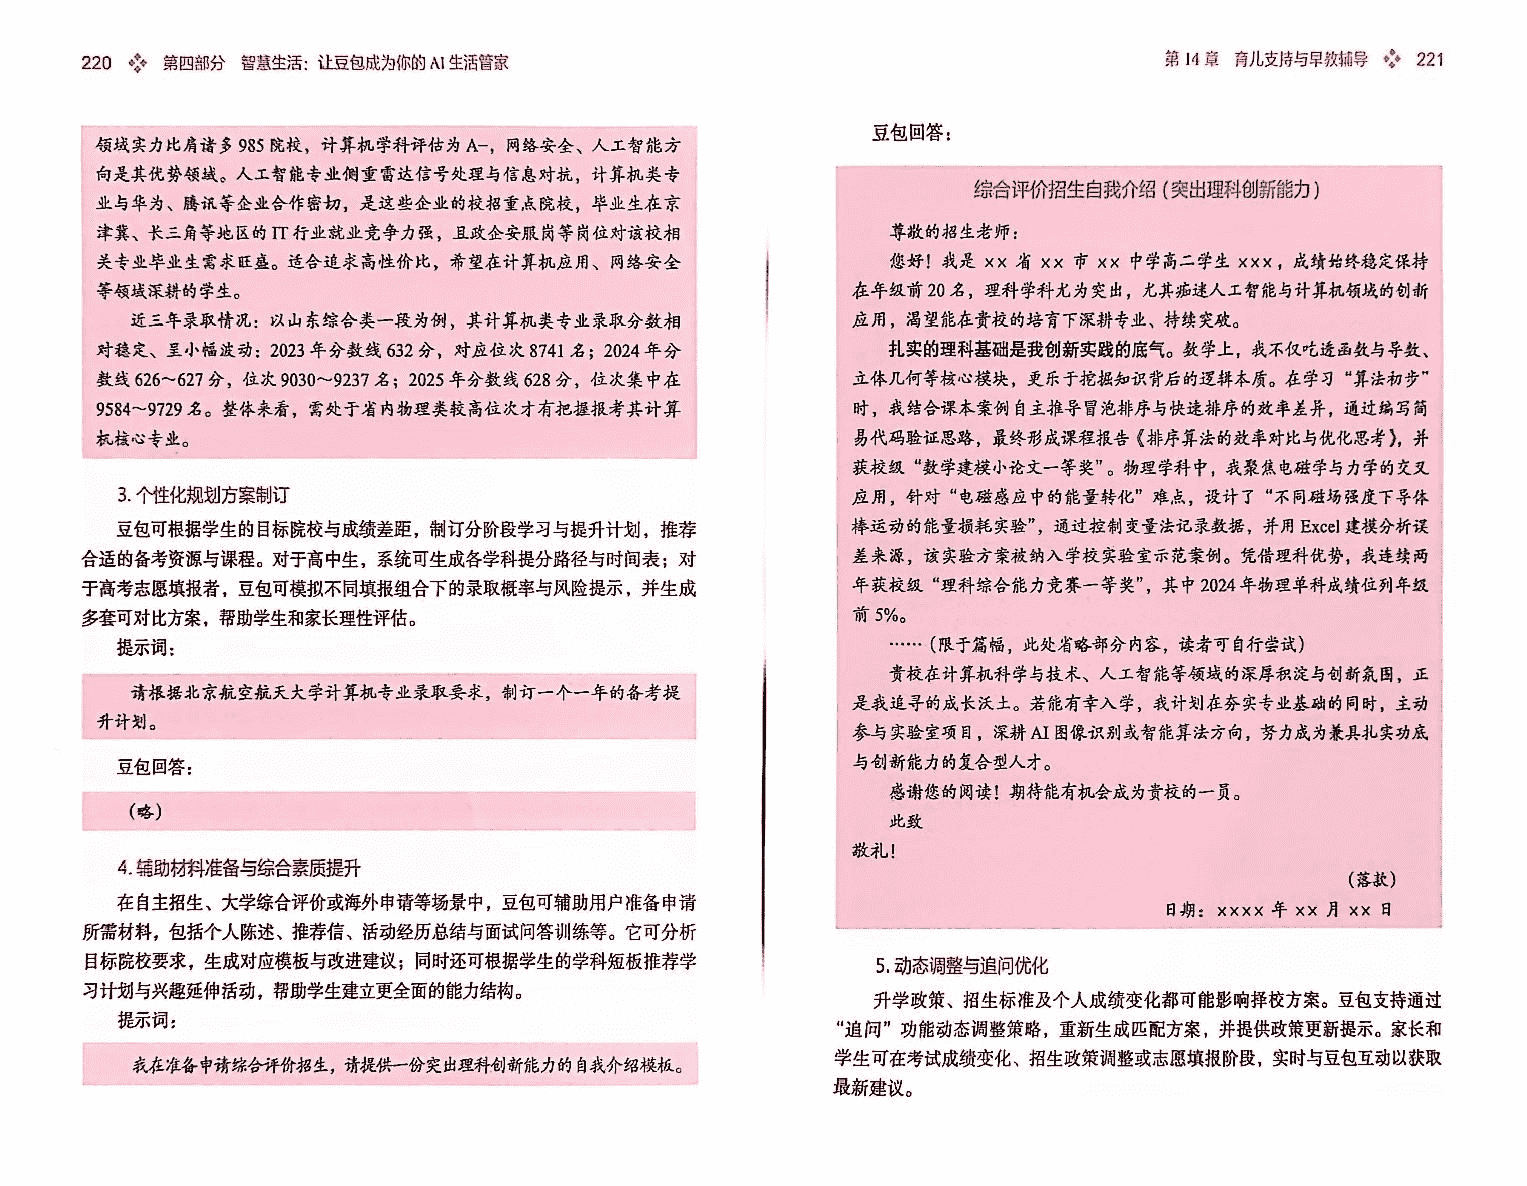 220 第四部分 智慧生活：让豆包成为你的 AI 生活管家
领域实力比肩诸多 985 院校，计算机学科评估为 A-，网络安全、人工智能方
向是其优势领域。人工智能专业侧重雷达信号处理与信息对抗，计算机类专
业与华为、腾讯等企业合作密切，是这些企业的校招重点院校，毕业生在京
津冀、长三角等地区的 IT 行业就业竞争力强，且政企安服岗等岗位对该校相
关专业毕业生需求旺盛。适合追求高性价比，希望在计算机应用、网络安全
等领域深耕的学生。
近三年录取情况：以山东综合类一段为例，其计算机类专业录取分数相
对稳定、呈小幅波动：2023 年分数线 632 分，对应位次 8741 名；2024 年分
数线 626～627 分，位次 9030～9237 名；2025 年分数线 628 分，位次集中在
9584～9729 名。整体来看，需处于省内物理类较高位次才有把握报考其计算
机核心专业。
3. 个性化规划方案制订
豆包可根据学生的目标院校与成绩差距，制订分阶段学习与提升计划，推荐
合适的备考资源与课程。对于高中生，系统可生成各学科提分路径与时间表；对
于高考志愿填报者，豆包可模拟不同填报组合下的录取概率与风险提示，并生成
多套可对比方案，帮助学生和家长理性评估。
提示词：
请根据北京航空航天大学计算机专业录取要求，制订一个一年的备考提
升计划。
豆包回答：
（略）
4. 辅助材料准备与综合素质提升
在自主招生、大学综合评价或海外申请等场景中，豆包可辅助用户准备申请
所需材料，包括个人陈述、推荐信、活动经历总结与面试问答训练等。它可分析
目标院校要求，生成对应模板与改进建议；同时还可根据学生的学科短板推荐学
习计划与兴趣延伸活动，帮助学生建立更全面的能力结构。
提示词：
我在准备申请综合评价招生，请提供一份突出理科创新能力的自我介绍模板。
第 14 章 育儿支持与早教辅导 221
豆包回答：
综合评价招生自我介绍（突出理科创新能力）
尊敬的招生老师：
您好！我是 ×× 省 ×× 市 ×× 中学高二学生 ×××，成绩始终稳定保持
在年级前 20 名，理科学科尤为突出，尤其痴迷人工智能与计算机领域的创新
应用，渴望能在贵校的培育下深耕专业、持续突破。
扎实的理科基础是我创新实践的底气。数学上，我不仅吃透函数与导数、
立体几何等核心模块，更乐于挖掘知识背后的逻辑本质。在学习“算法初步”
时，我结合课本案例自主推导冒泡排序与快速排序的效率差异，通过编写简
易代码验证思路，最终形成课程报告《排序算法的效率对比与优化思考》，并
获校级“数学建模小论文一等奖”。物理学科中，我聚焦电磁学与力学的交叉
应用，针对“电磁感应中的能量转化”难点，设计了“不同磁场强度下导体
棒运动的能量损耗实验”，通过控制变量法记录数据，并用 Excel 建模分析误
差来源，该实验方案被纳入学校实验室示范案例。凭借理科优势，我连续两
年获校级“理科综合能力竞赛一等奖”，其中 2024 年物理单科成绩位列年级
前 5%。
……（限于篇幅，此处省略部分内容，读者可自行尝试）
贵校在计算机科学与技术、人工智能等领域的深厚积淀与创新氛围，正
是我追寻的成长沃土。若能有幸入学，我计划在夯实专业基础的同时，主动
参与实验室项目，深耕 AI 图像识别或智能算法方向，努力成为兼具扎实功底
与创新能力的复合型人才。
感谢您的阅读！期待能有机会成为贵校的一员。
此致
敬礼！
（落款）
日期：×××× 年 ×× 月 ×× 日
5. 动态调整与追问优化
升学政策、招生标准及个人成绩变化都可能影响择校方案。豆包支持通过
“追问”功能动态调整策略，重新生成匹配方案，并提供政策更新提示。家长和
学生可在考试成绩变化、招生政策调整或志愿填报阶段，实时与豆包互动以获取
最新建议。